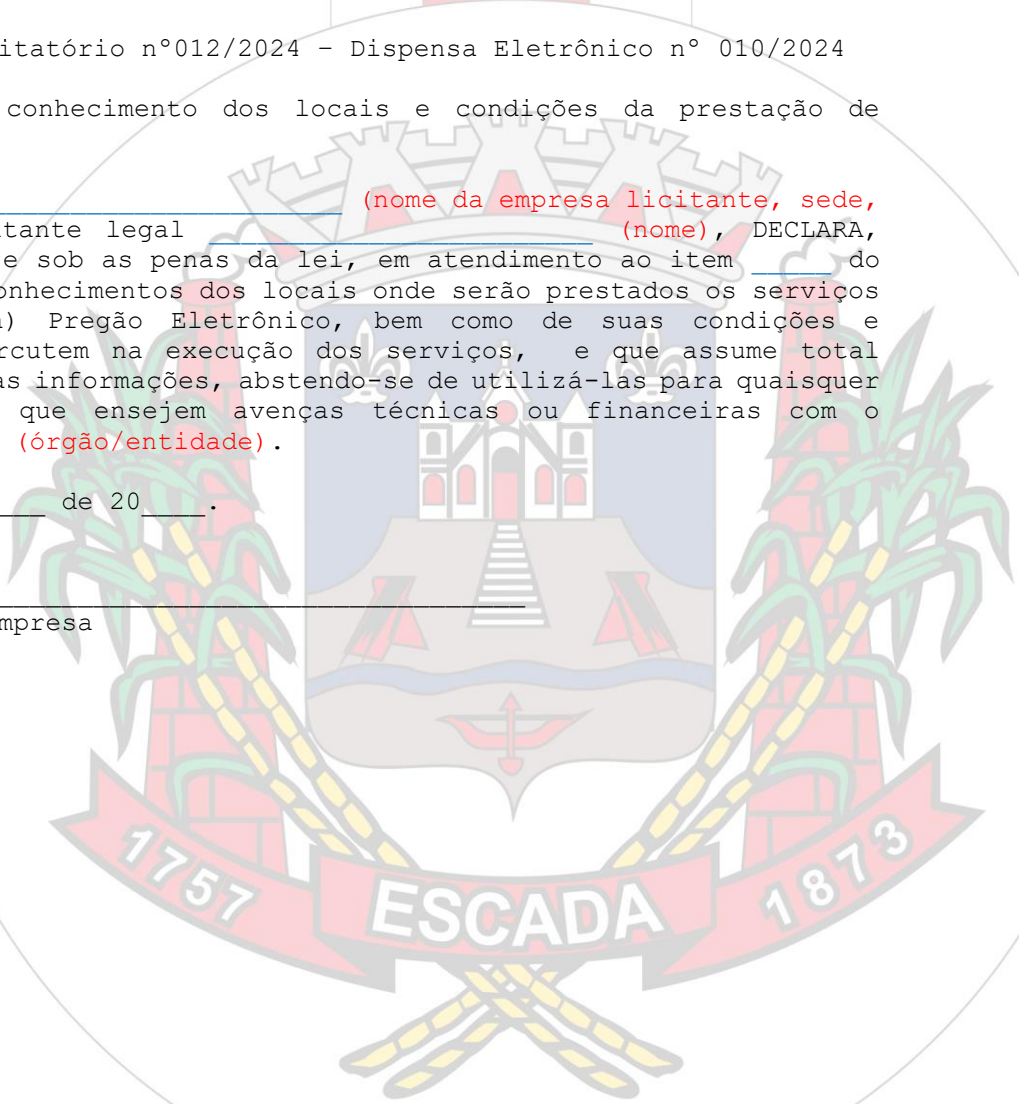 itatório nº012/2024 – Dispensa Eletrônico nº 010/2024
conhecimento dos locais e condições da prestação de
______________________ (nome da empresa licitante, sede,
tante legal ________________________ (nome), DECLARA,
e sob as penas da lei, em atendimento ao item _____ do
onhecimentos dos locais onde serão prestados os serviços
a) Pregão Eletrônico, bem como de suas condições e
rcutem na execução dos serviços, e que assume total
as informações, abstendo-se de utilizá-las para quaisquer
que ensejem avenças técnicas ou financeiras com o
(órgão/entidade).
___ de 20____.
_________________________________
mpresa
1757 ESCADA 1873